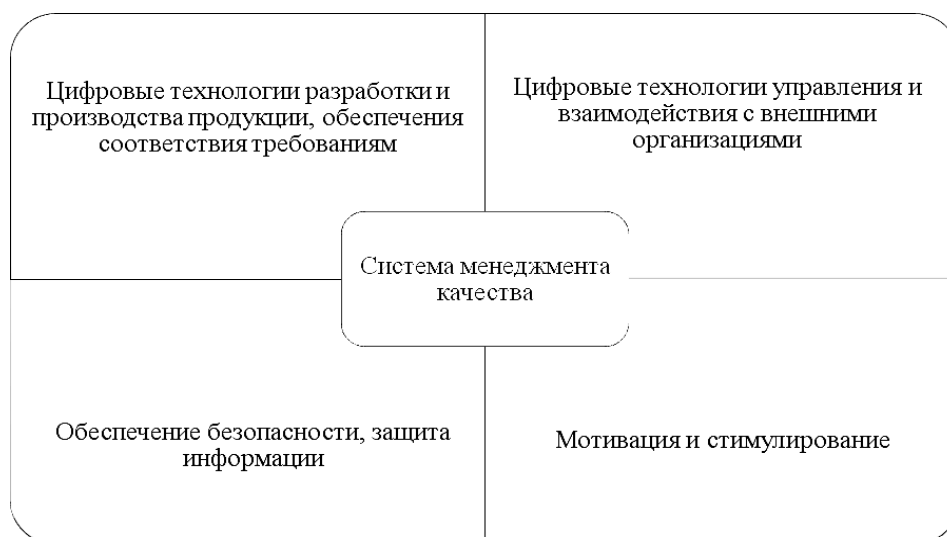 Цифровые технологии разработки и
производства продукции, обеспечения
соответствия требованиям
Цифровые технологии управления и
взаимодействия с внешними
организациями
Система менеджмента
качества
Обеспечение безопасности, защита
информации
Мотивация и стимулирование